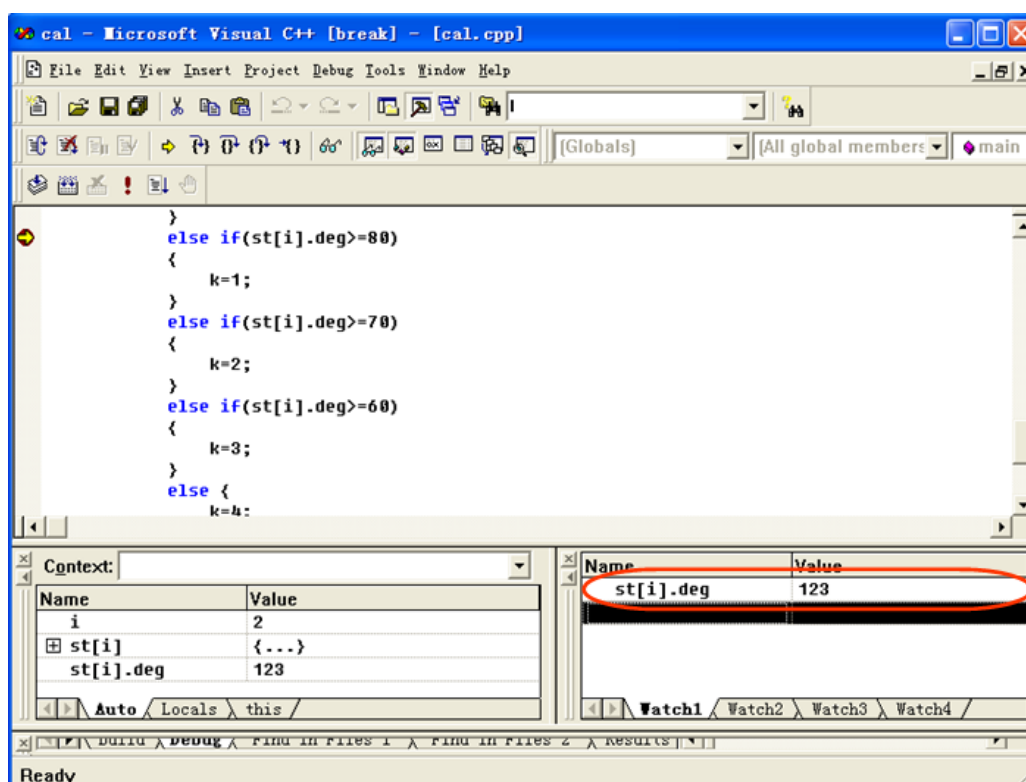 cal - Microsoft Visual C++ [break] - [cal.cpp]
File Edit View Insert Project Debug Tools Window Help
(Globals) (All global members main
}
else if(st[i].deg>=80)
{
k=1;
}
else if(st[i].deg>=70)
{
k=2;
}
else if(st[i].deg>=60)
{
k=3;
}
else {
k=4;
Context:
Name Value
i 2
st[i] {...}
st[i].deg 123
Auto Locals this
Name Value
st[i].deg 123
Watch1 Watch2 Watch3 Watch4
Build Debug Find in Files 1 Find in Files 2 Results
Ready